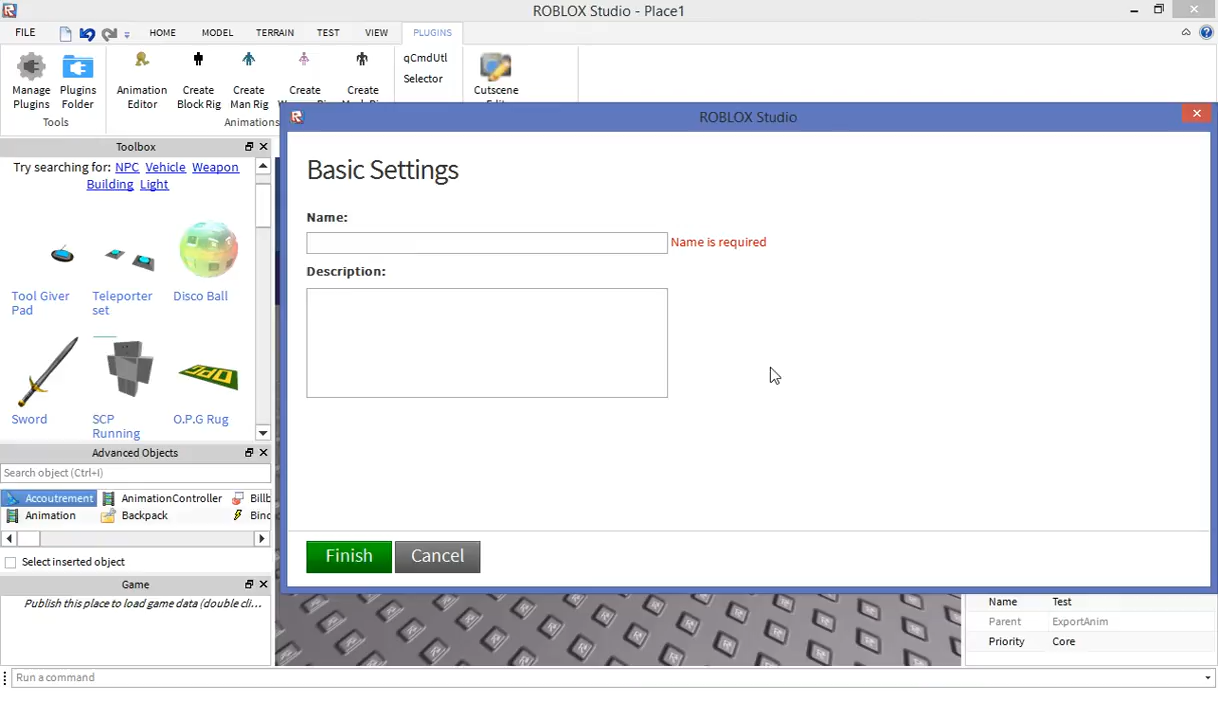 ROBLOX Studio - Place1
FILE HOME MODEL TERRAIN TEST VIEW PLUGINS
Manage Plugins
Plugins Folder
Tools
Animation Editor
Create Block Rig
Create Man Rig
Create
Create
Animations
qCmdUtl
Selector
Cutscene
Toolbox
Try searching for: NPC Vehicle Weapon
Building Light
Tool Giver Pad
Teleporter set
Disco Ball
Sword
SCP Running
O.P.G Rug
Advanced Objects
Search object (Ctrl+I)
Accoutrement AnimationController Billb
Animation Backpack Bind
Select inserted object
Game
Publish this place to load game data (double cli...
ROBLOX Studio
Basic Settings
Name:
Name is required
Description:
Finish Cancel
Name Test
Parent ExportAnim
Priority Core
Run a command